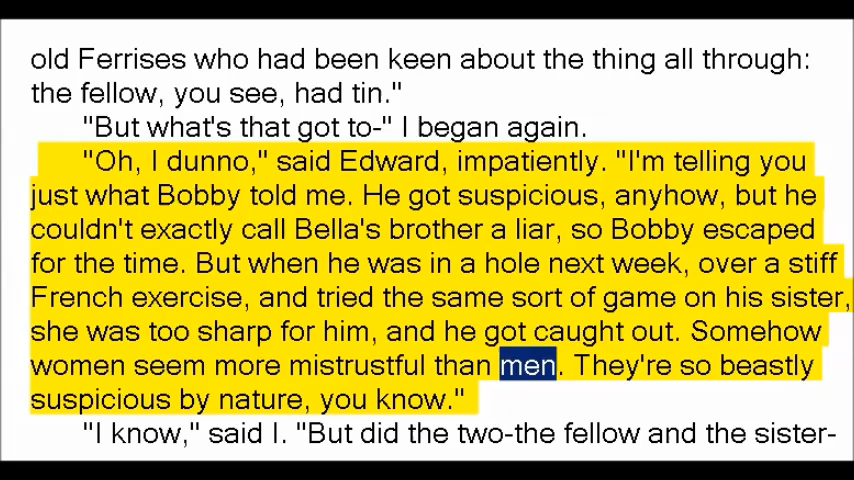 old Ferrises who had been keen about the thing all through:
the fellow, you see, had tin."
"But what's that got to-" I began again.
"Oh, I dunno," said Edward, impatiently. "I'm telling you
just what Bobby told me. He got suspicious, anyhow, but he
couldn't exactly call Bella's brother a liar, so Bobby escaped
for the time. But when he was in a hole next week, over a stiff
French exercise, and tried the same sort of game on his sister,
she was too sharp for him, and he got caught out. Somehow
women seem more mistrustful than men. They're so beastly
suspicious by nature, you know."
"I know," said I. "But did the two-the fellow and the sister-